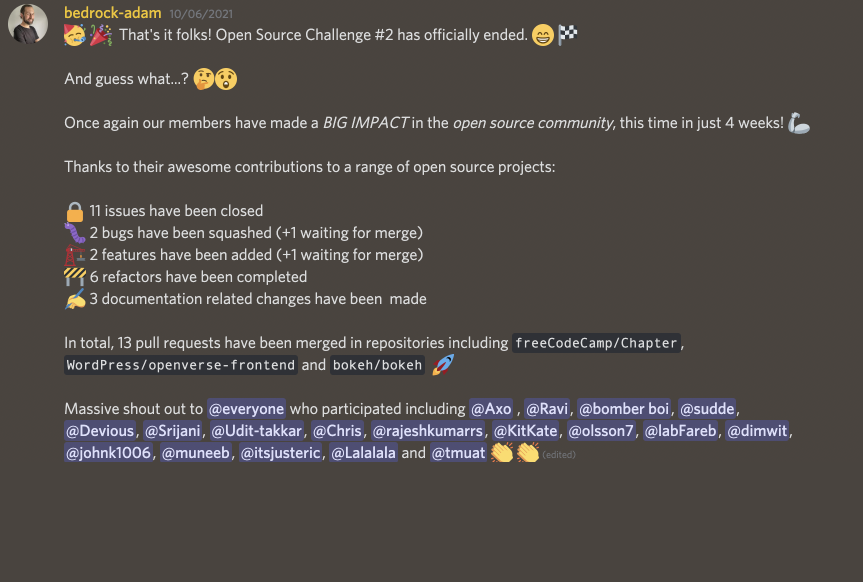 bedrock-adam 10/06/2021
🥳 🎉 That's it folks! Open Source Challenge #2 has officially ended. 😄 🏁
And guess what...? 🤔😲
Once again our members have made a BIG IMPACT in the open source community, this time in just 4 weeks! 🦾
Thanks to their awesome contributions to a range of open source projects:
🔒 11 issues have been closed
🐛 2 bugs have been squashed (+1 waiting for merge)
🏗️ 2 features have been added (+1 waiting for merge)
🚧 6 refactors have been completed
✍️ 3 documentation related changes have been  made
In total, 13 pull requests have been merged in repositories including freeCodeCamp/Chapter,
WordPress/openverse-frontend and bokeh/bokeh 🚀
Massive shout out to @everyone who participated including @Axo , @Ravi, @bomber boi, @sudde,
@Devious, @Srijani, @Udit-takkar, @Chris, @rajeshkumarrs, @KitKate, @olsson7, @labFareb, @dimwit,
@johnk1006, @muneeb, @itsjusteric, @Lalalala and @tmuat 👏 👏 (edited)